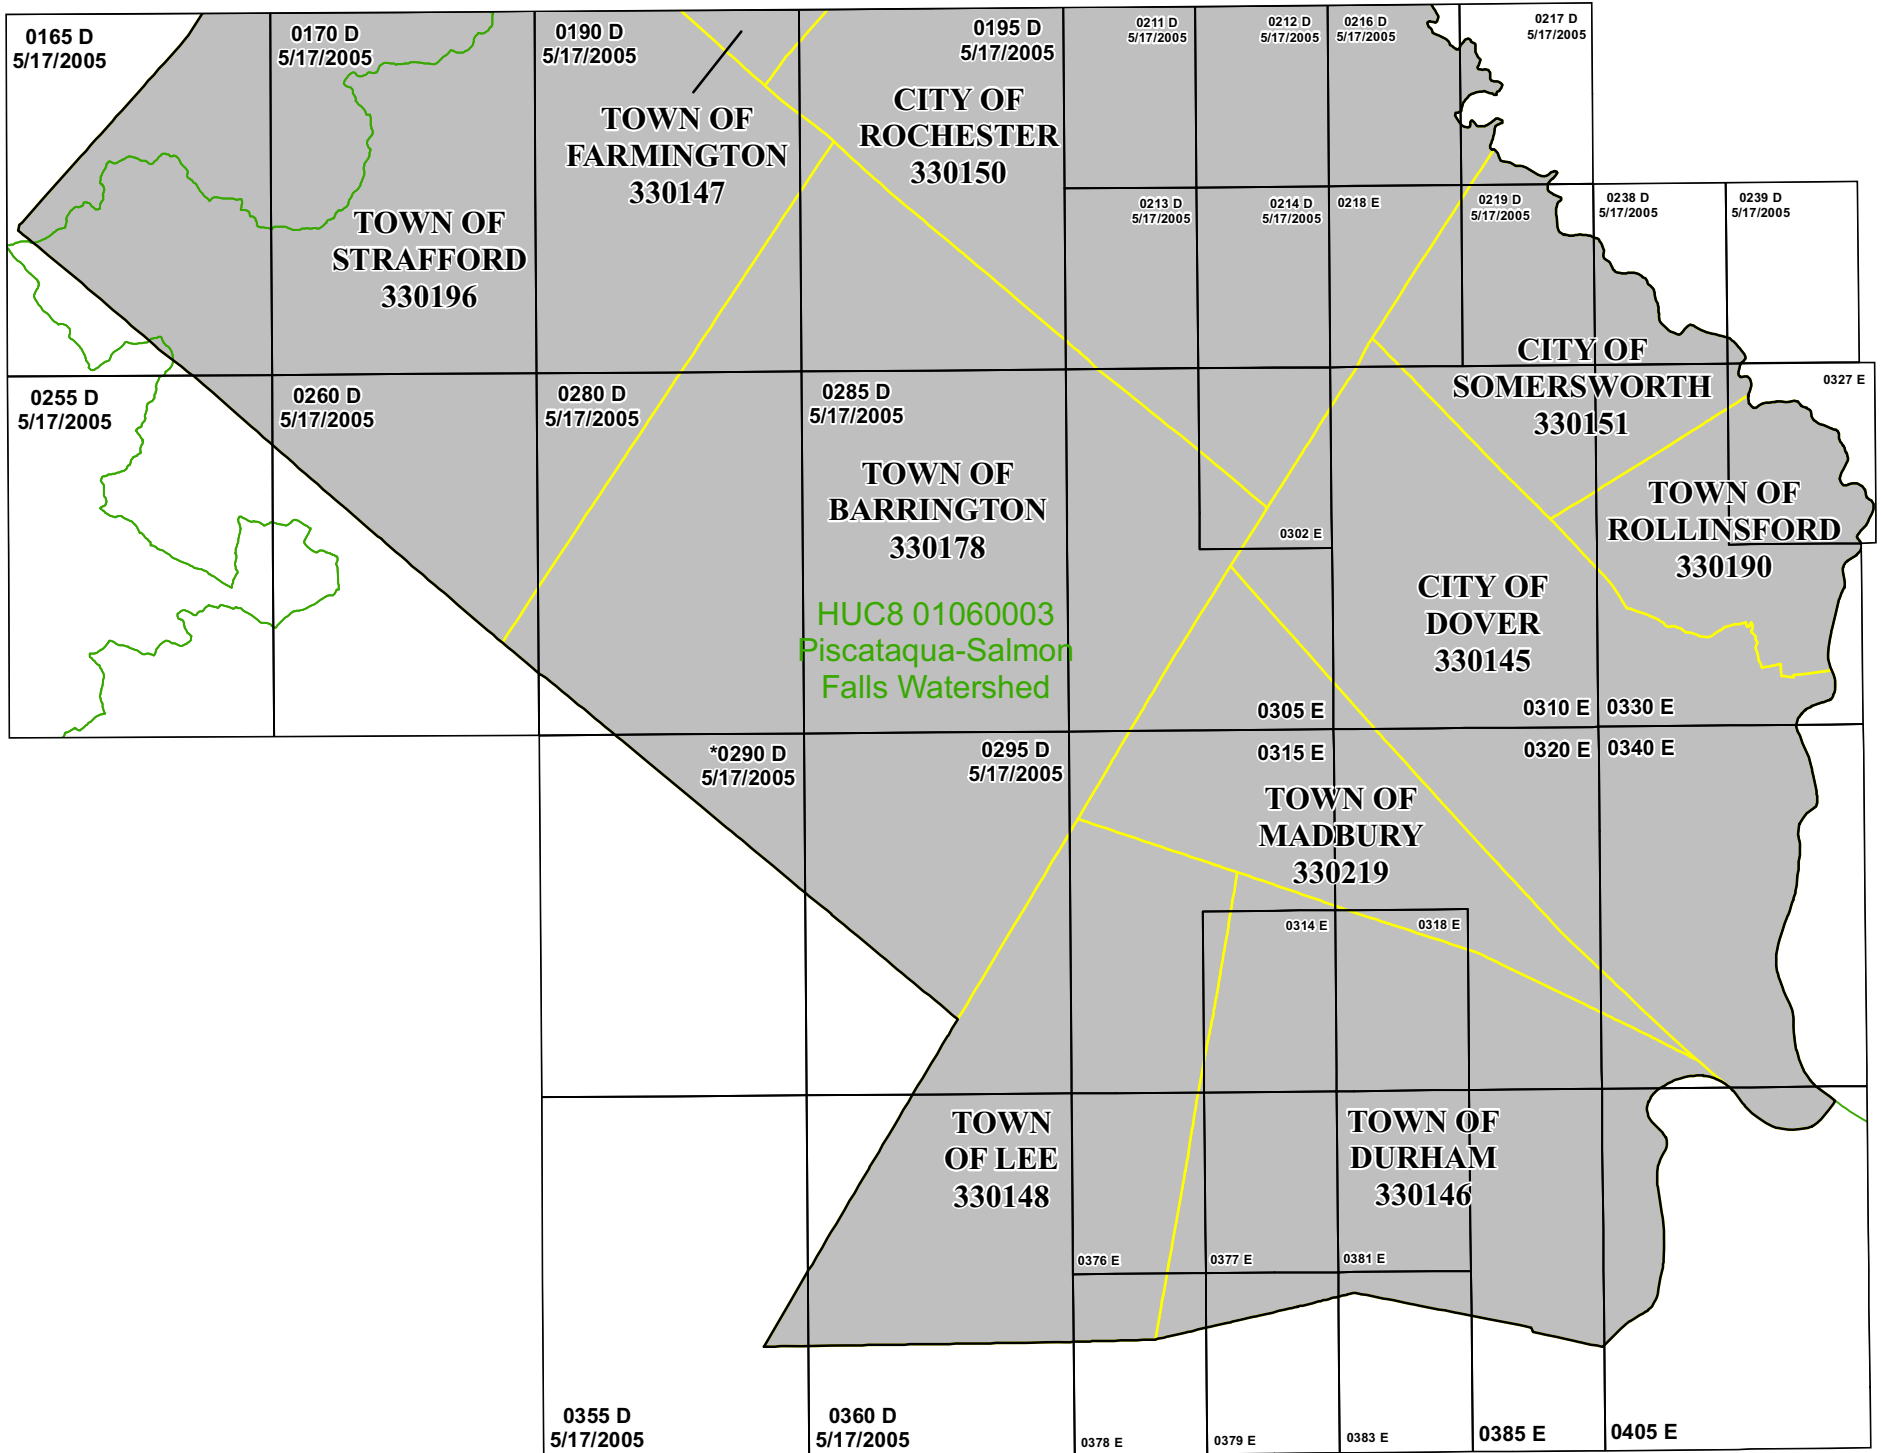 0165 D
5/17/2005
0170 D
5/17/2005
0190 D
5/17/2005
0195 D
5/17/2005
0211 D
5/17/2005
0212 D
5/17/2005
0216 D
5/17/2005
0217 D
5/17/2005
TOWN OF
FARMINGTON
330147
CITY OF
ROCHESTER
330150
TOWN OF
STRAFFORD
330196
0213 D
5/17/2005
0214 D
5/17/2005
0218 E
0219 D
5/17/2005
0238 D
5/17/2005
0239 D
5/17/2005
CITY OF
SOMERSWORTH
330151
0255 D
5/17/2005
0260 D
5/17/2005
0280 D
5/17/2005
0285 D
5/17/2005
0327 E
TOWN OF
BARRINGTON
330178
TOWN OF
ROLLINSFORD
330190
0302 E
HUC8 01060003
Piscataqua-Salmon
Falls Watershed
CITY OF
DOVER
330145
0305 E
0310 E
0330 E
*0290 D
5/17/2005
0295 D
5/17/2005
0315 E
0320 E
0340 E
TOWN OF
MADBURY
330219
0314 E
0318 E
TOWN
OF LEE
330148
TOWN OF
DURHAM
330146
0376 E
0377 E
0381 E
0355 D
5/17/2005
0360 D
5/17/2005
0378 E
0379 E
0383 E
0385 E
0405 E